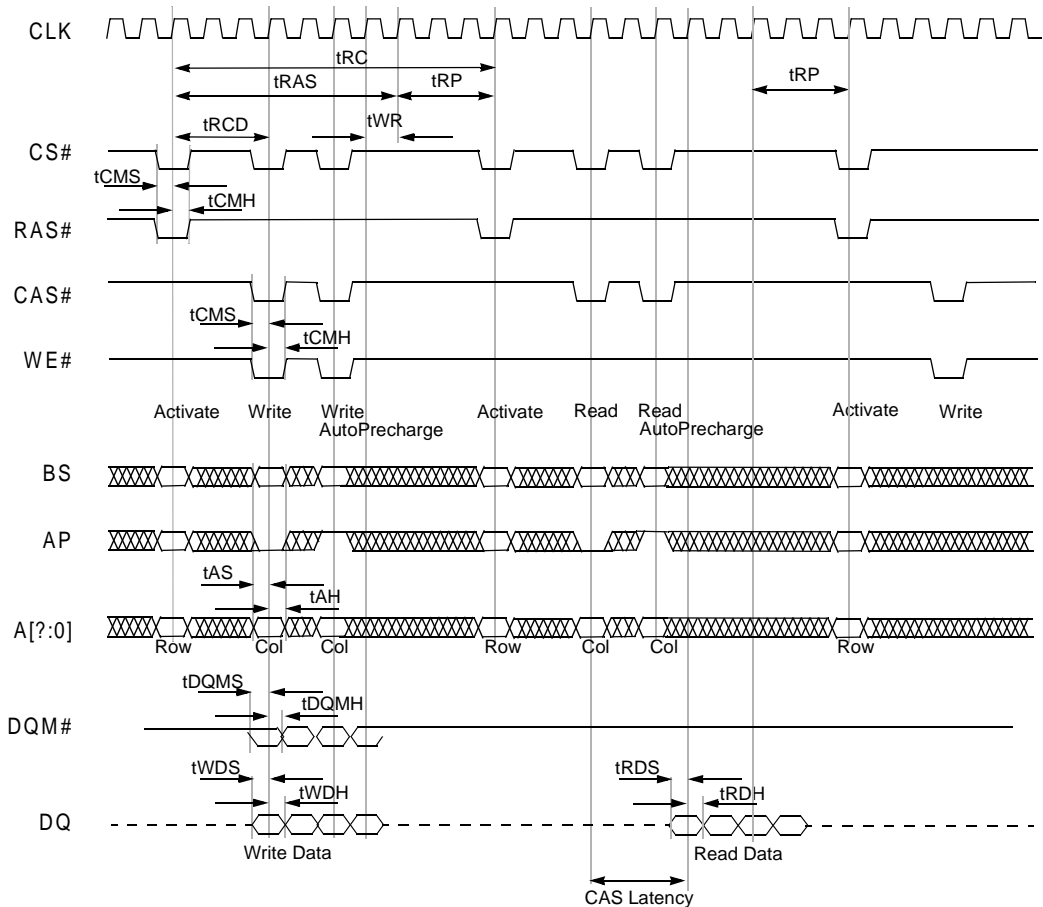 CLK
tRC
tRAS
tRP
tRP
tRCD
tWR
CS#
tCMS
tCMH
RAS#
CAS#
tCMS
tCMH
WE#
Activate Write Write Activate Read Read Activate Write
AutoPrecharge AutoPrecharge
BS
AP
tAS
tAH
A[?:0]
Row Col Col Row Col Col Row
tDQMS
tDQMH
DQM#
tWDS
tRDS
tWDH
tRDH
DQ
Write Data Read Data
CAS Latency